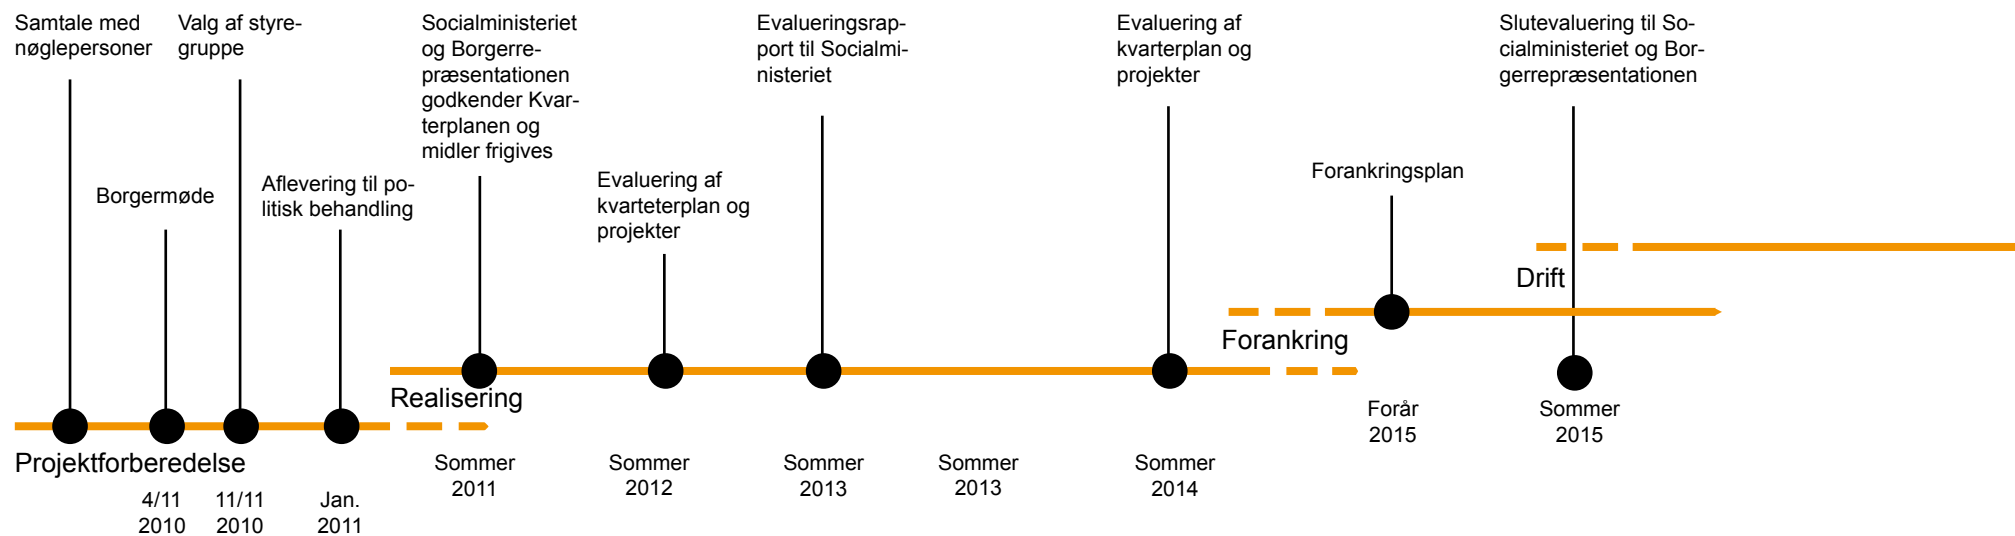 Samtale med
nøglepersoner
Valg af styre-
gruppe
Socialministeriet
og Borgerre-
præsentationen
godkender Kvar-
terplanen og
midler frigives
Evalueringsrap-
port til Socialmi-
nisteriet
Evaluering af
kvarterplan og
projekter
Slutevaluering til So-
cialministeriet og Bor-
gerrepræsentationen
Borgermøde
Aflevering til po-
litisk behandling
Evaluering af
kvarteterplan og
projekter
Forankringsplan
Drift
Forankring
Realisering
Projektforberedelse
4/11
2010
11/11
2010
Jan.
2011
Sommer
2011
Sommer
2012
Sommer
2013
Sommer
2013
Sommer
2014
Forår
2015
Sommer
2015